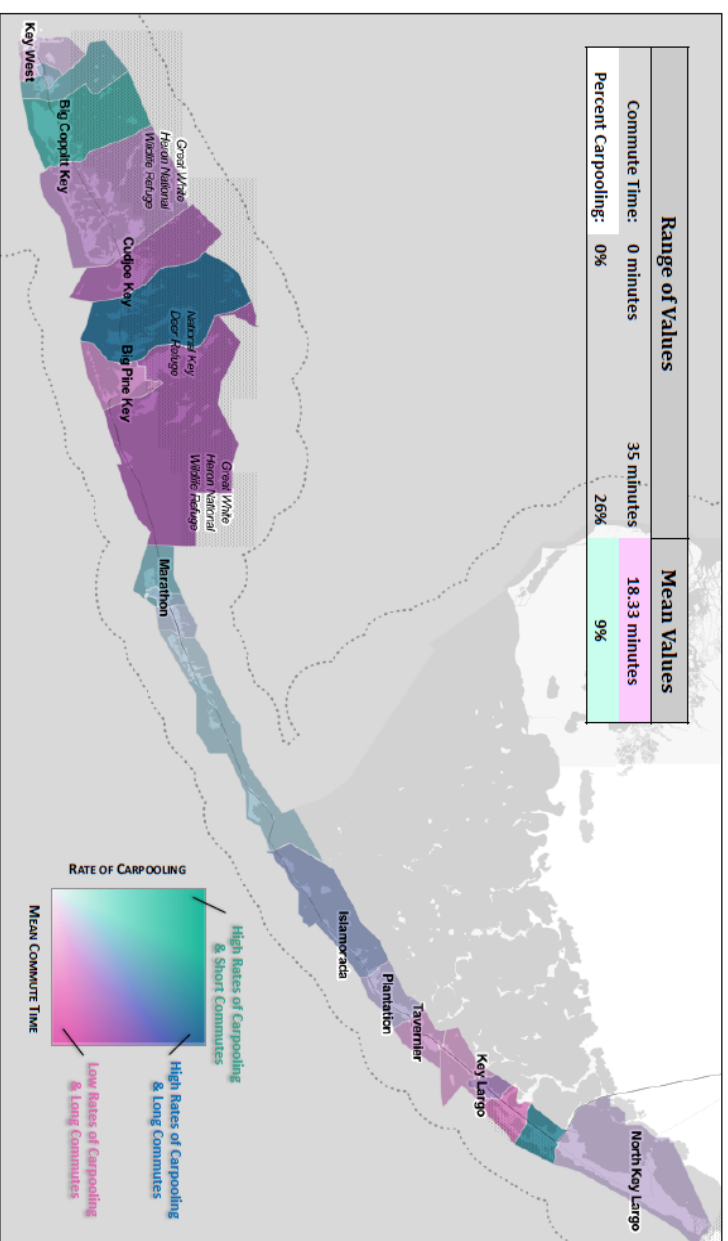 Range of Values Mean Values
Commute Time: 0 minutes 35 minutes 18.33 minutes
Percent Carpooling: 0% 26% 9%
Key West
Big Coppitt Key
Great White
Heron National
Wildlife Refuge
Cudjoe Key
National Key
Deer Refuge
Big Pine Key
Great White
Heron National
Wildlife Refuge
Marathon
Islamorada
Plantation
Tavernier
Key Largo
North Key Largo
RATE OF CARPOOLING
MEAN COMMUTE TIME
High Rates of Carpooling
& Short Commutes
High Rates of Carpooling
& Long Commutes
Low Rates of Carpooling
& Long Commutes